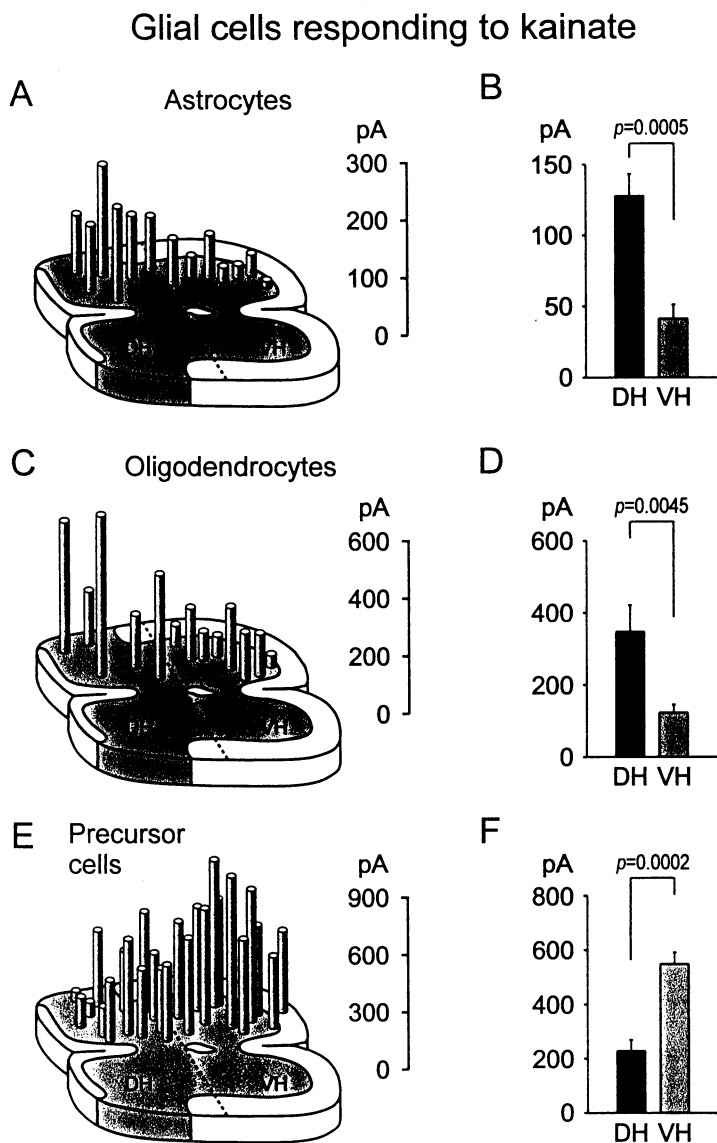 Glial cells responding to kainate
A
Astrocytes
pA
300
200
100
0
DH
VH
B
pA
p=0.0005
150
100
50
0
DH VH
C
Oligodendrocytes
pA
600
400
200
0
DH
VH
D
pA
p=0.0045
600
400
200
0
DH VH
E
Precursor
cells
pA
900
600
300
0
DH
VH
F
pA
p=0.0002
800
600
400
200
0
DH VH